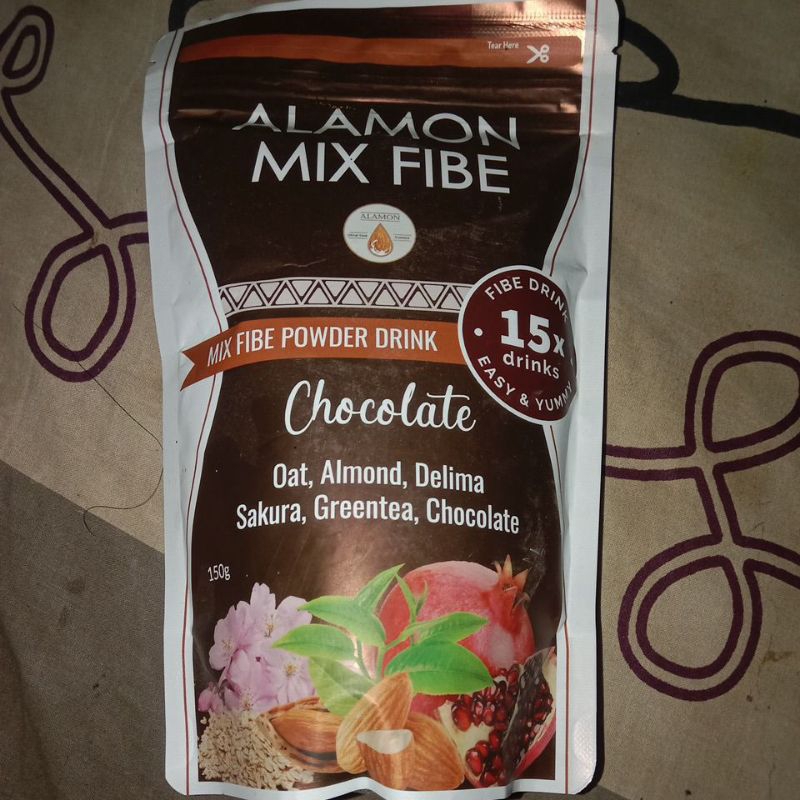 Tear Here
ALAMON
MIX FIBE
ALAMON
FIBE DRINK
15x
drinks
EASY & YUMMY
MIX FIBE POWDER DRINK
Chocolate
Oat, Almond, Delima
Sakura, Greentea, Chocolate
150g